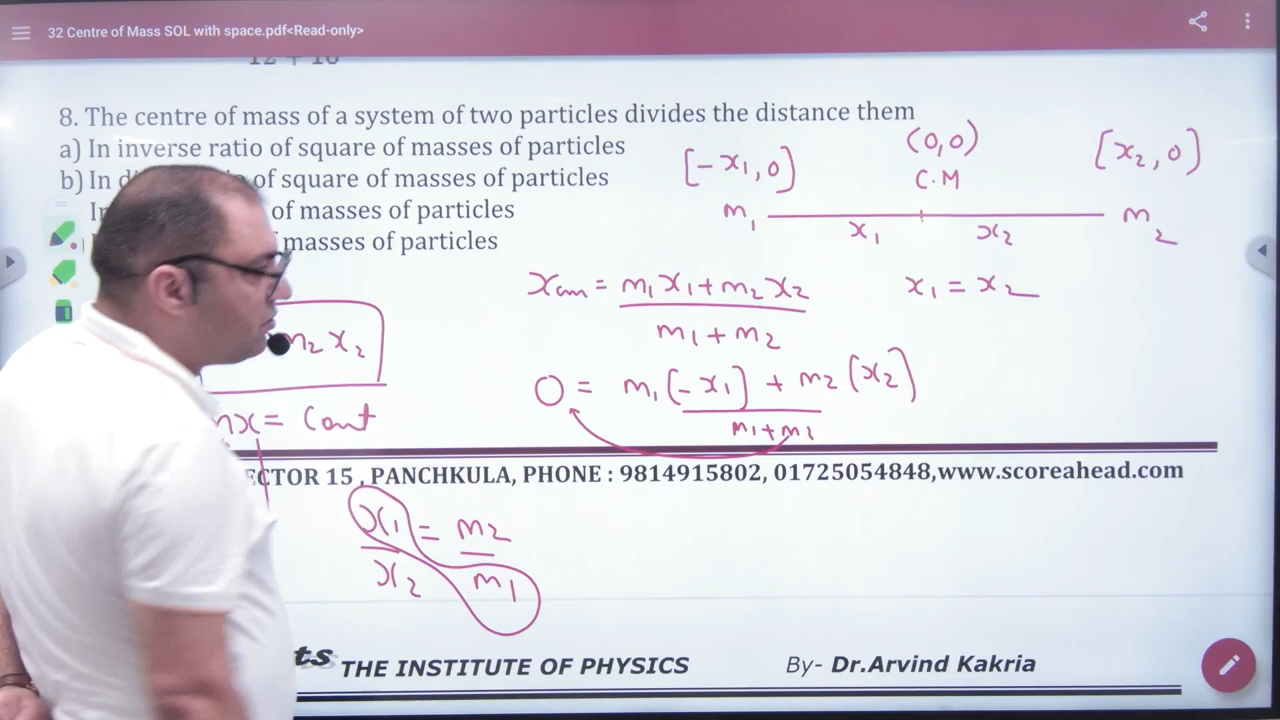 32 Centre of Mass SOL with space.pdf<Read-only>
12 + 16
8. The centre of mass of a system of two particles divides the distance them
a) In inverse ratio of square of masses of particles
b) In of square of masses of particles
of masses of particles
masses of particles
[-x₁,0] (0,0) [x₂,0]
C.M
m₁ m₂
x₁ x₂
xcm = m₁x₁+m₂x₂ x₁ = x₂
m₁+m₂
m₂x₂
0 = m₁(-x₁] + m₂(x₂)
m₁+m₂
mx = Cont
ECTOR 15 , PANCHKULA, PHONE : 9814915802, 01725054848,www.scoreahead.com
x₁ = m₂
x₂ m₁
ts THE INSTITUTE OF PHYSICS By- Dr.Arvind Kakria